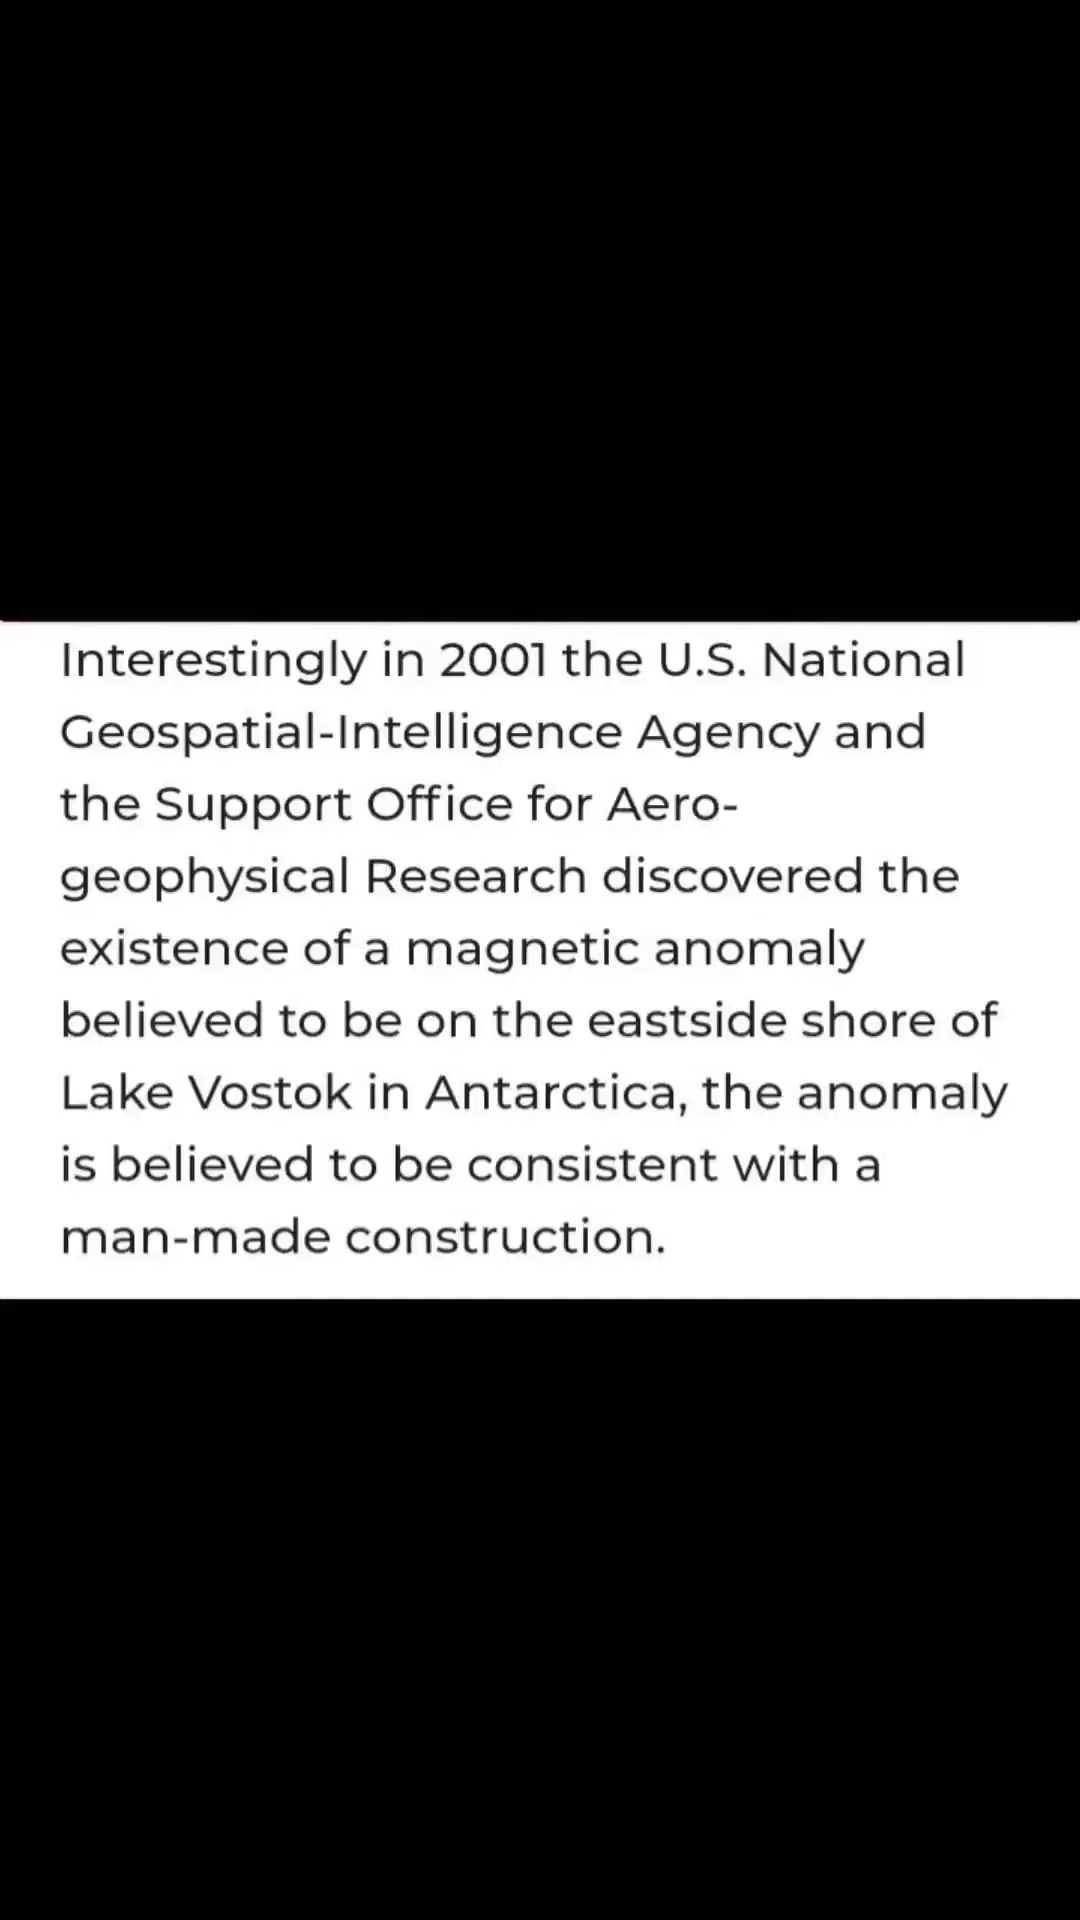 Interestingly in 2001 the U.S. National
Geospatial-Intelligence Agency and
the Support Office for Aero-
geophysical Research discovered the
existence of a magnetic anomaly
believed to be on the eastside shore of
Lake Vostok in Antarctica, the anomaly
is believed to be consistent with a
man-made construction.